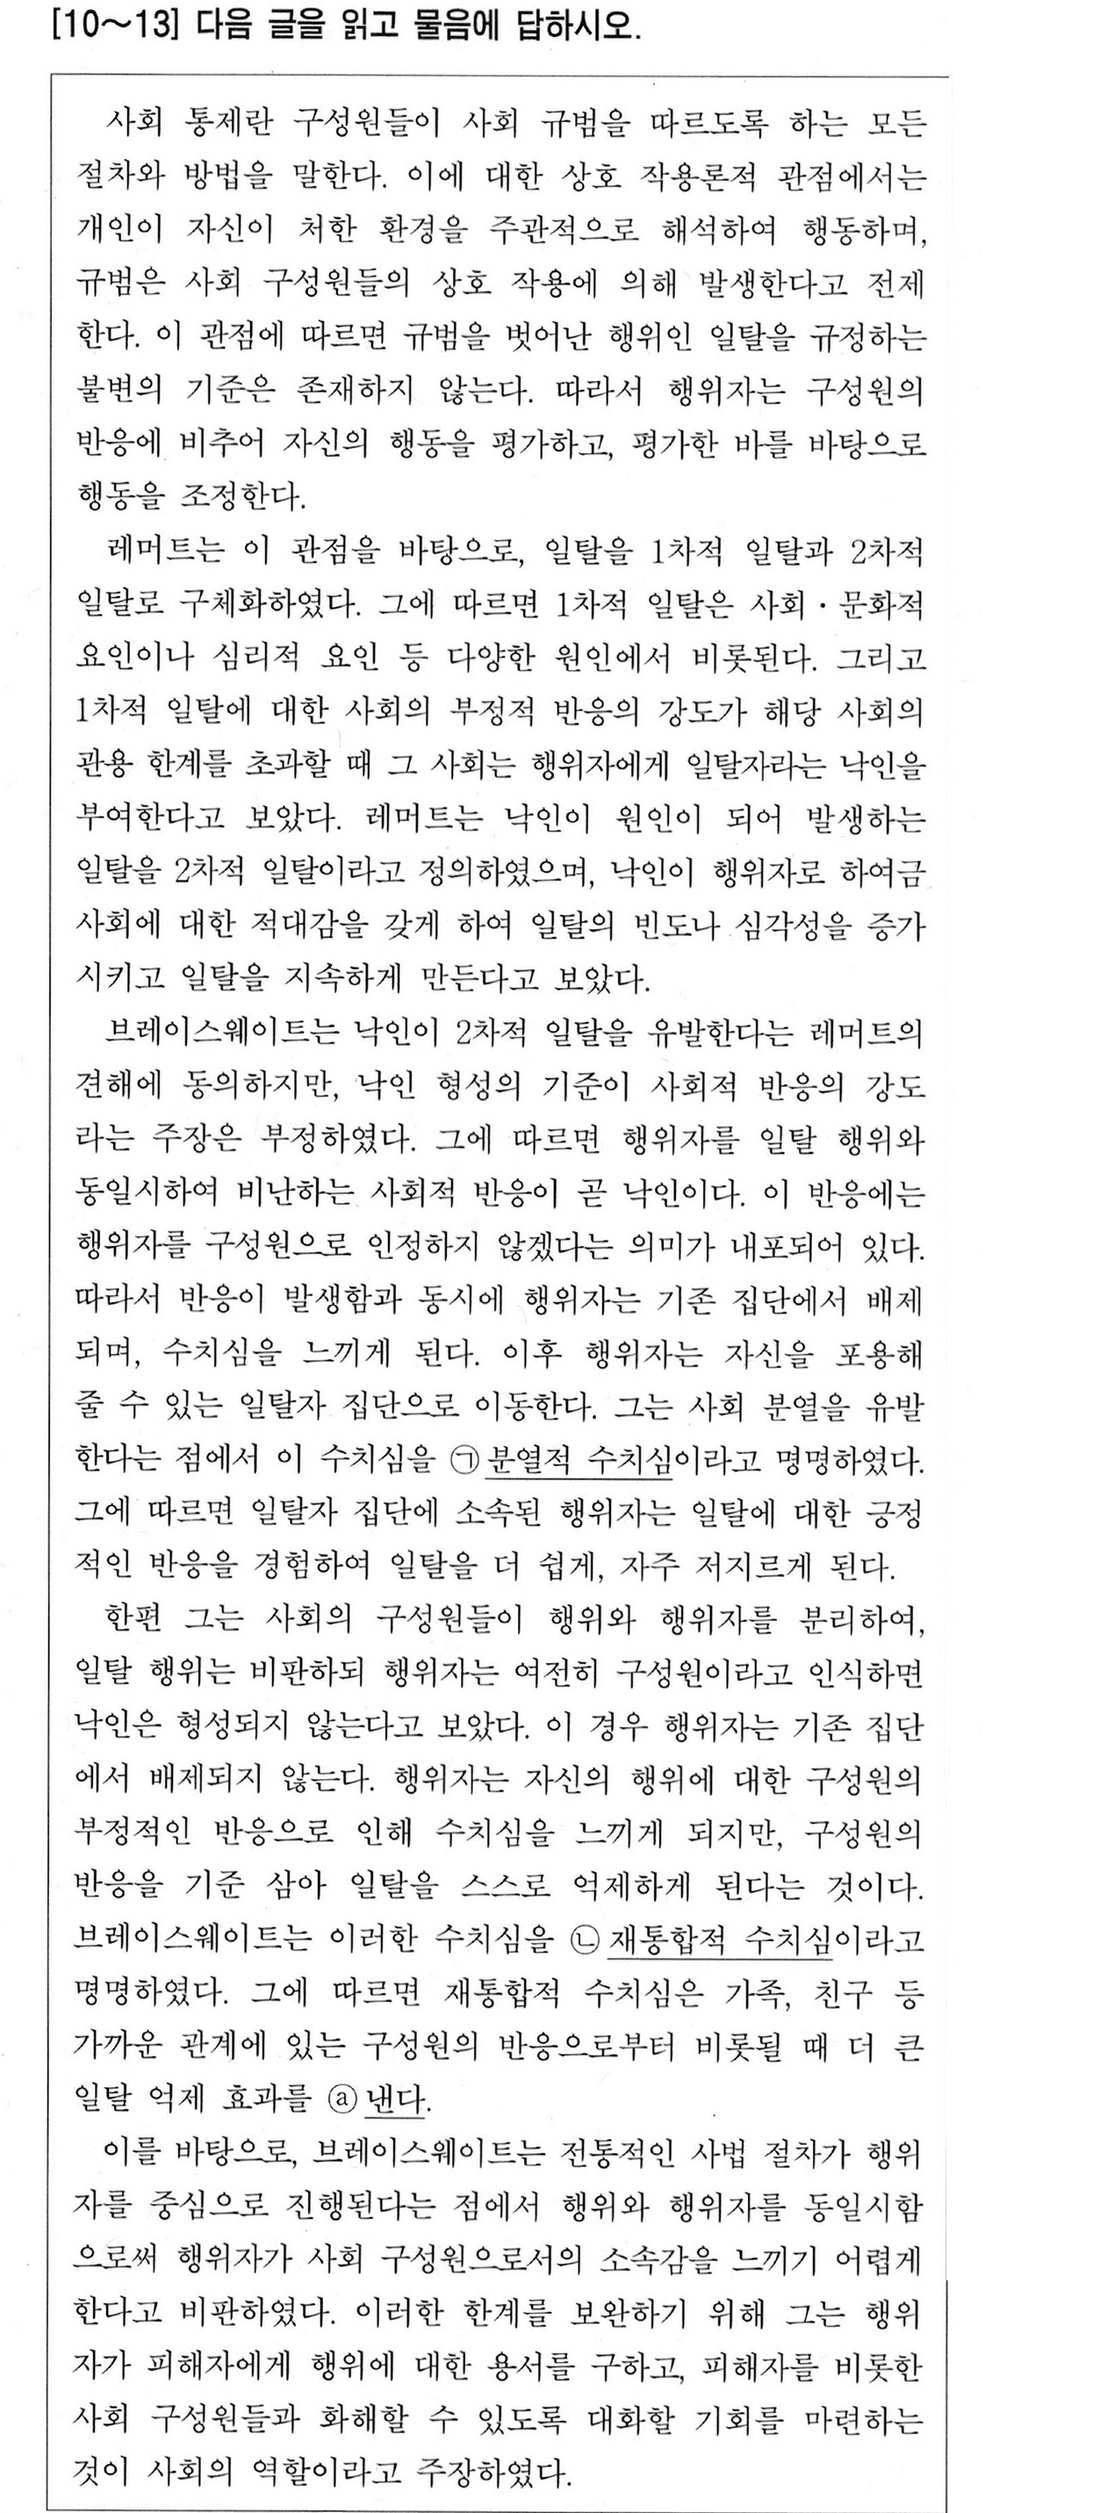 [10～13] 다음 글을 읽고 물음에 답하시오.
사회 통제란 구성원들이 사회 규범을 따르도록 하는 모든
절차와 방법을 말한다. 이에 대한 상호 작용론적 관점에서는
개인이 자신이 처한 환경을 주관적으로 해석하여 행동하며,
규범은 사회 구성원들의 상호 작용에 의해 발생한다고 전제
한다. 이 관점에 따르면 규범을 벗어난 행위인 일탈을 규정하는
불변의 기준은 존재하지 않는다. 따라서 행위자는 구성원의
반응에 비추어 자신의 행동을 평가하고, 평가한 바를 바탕으로
행동을 조정한다.
레머트는 이 관점을 바탕으로, 일탈을 1차적 일탈과 2차적
일탈로 구체화하였다. 그에 따르면 1차적 일탈은 사회·문화적
요인이나 심리적 요인 등 다양한 원인에서 비롯된다. 그리고
1차적 일탈에 대한 사회의 부정적 반응의 강도가 해당 사회의
관용 한계를 초과할 때 그 사회는 행위자에게 일탈자라는 낙인을
부여한다고 보았다. 레머트는 낙인이 원인이 되어 발생하는
일탈을 2차적 일탈이라고 정의하였으며, 낙인이 행위자로 하여금
사회에 대한 적대감을 갖게 하여 일탈의 빈도나 심각성을 증가
시키고 일탈을 지속하게 만든다고 보았다.
브레이스웨이트는 낙인이 2차적 일탈을 유발한다는 레머트의
견해에 동의하지만, 낙인 형성의 기준이 사회적 반응의 강도
라는 주장은 부정하였다. 그에 따르면 행위자를 일탈 행위와
동일시하여 비난하는 사회적 반응이 곧 낙인이다. 이 반응에는
행위자를 구성원으로 인정하지 않겠다는 의미가 내포되어 있다.
따라서 반응이 발생함과 동시에 행위자는 기존 집단에서 배제
되며, 수치심을 느끼게 된다. 이후 행위자는 자신을 포용해
줄 수 있는 일탈자 집단으로 이동한다. 그는 사회 분열을 유발
한다는 점에서 이 수치심을 ㉠ 분열적 수치심이라고 명명하였다.
그에 따르면 일탈자 집단에 소속된 행위자는 일탈에 대한 긍정
적인 반응을 경험하여 일탈을 더 쉽게, 자주 저지르게 된다.
한편 그는 사회의 구성원들이 행위와 행위자를 분리하여,
일탈 행위는 비판하되 행위자는 여전히 구성원이라고 인식하면
낙인은 형성되지 않는다고 보았다. 이 경우 행위자는 기존 집단
에서 배제되지 않는다. 행위자는 자신의 행위에 대한 구성원의
부정적인 반응으로 인해 수치심을 느끼게 되지만, 구성원의
반응을 기준 삼아 일탈을 스스로 억제하게 된다는 것이다.
브레이스웨이트는 이러한 수치심을 ㉡ 재통합적 수치심이라고
명명하였다. 그에 따르면 재통합적 수치심은 가족, 친구 등
가까운 관계에 있는 구성원의 반응으로부터 비롯될 때 더 큰
일탈 억제 효과를 ⓐ 낸다.
이를 바탕으로, 브레이스웨이트는 전통적인 사법 절차가 행위
자를 중심으로 진행된다는 점에서 행위와 행위자를 동일시함
으로써 행위자가 사회 구성원으로서의 소속감을 느끼기 어렵게
한다고 비판하였다. 이러한 한계를 보완하기 위해 그는 행위
자가 피해자에게 행위에 대한 용서를 구하고, 피해자를 비롯한
사회 구성원들과 화해할 수 있도록 대화할 기회를 마련하는
것이 사회의 역할이라고 주장하였다.